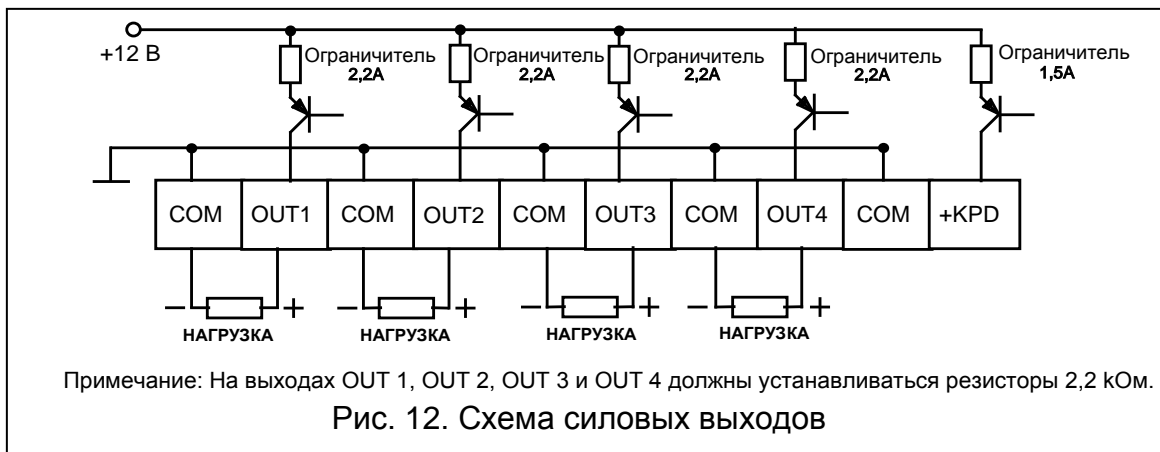 +12 В
Ограничитель
2,2А
Ограничитель
2,2А
Ограничитель
2,2А
Ограничитель
2,2А
Ограничитель
1,5А
COM OUT1 COM OUT2 COM OUT3 COM OUT4 COM +KPD
− + − + − + − +
НАГРУЗКА НАГРУЗКА НАГРУЗКА НАГРУЗКА
Примечание: На выходах OUT 1, OUT 2, OUT 3 и OUT 4 должны устанавливаться резисторы 2,2 kОм.
Рис. 12. Схема силовых выходов